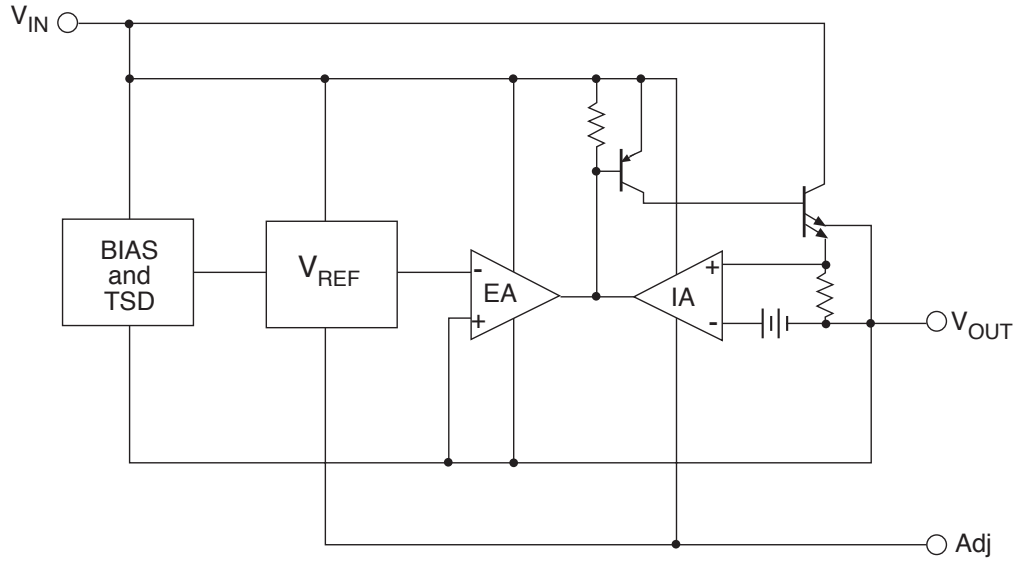 VIN
BIAS
and
TSD
VREF
-
EA
+
+
IA
-
VOUT
Adj